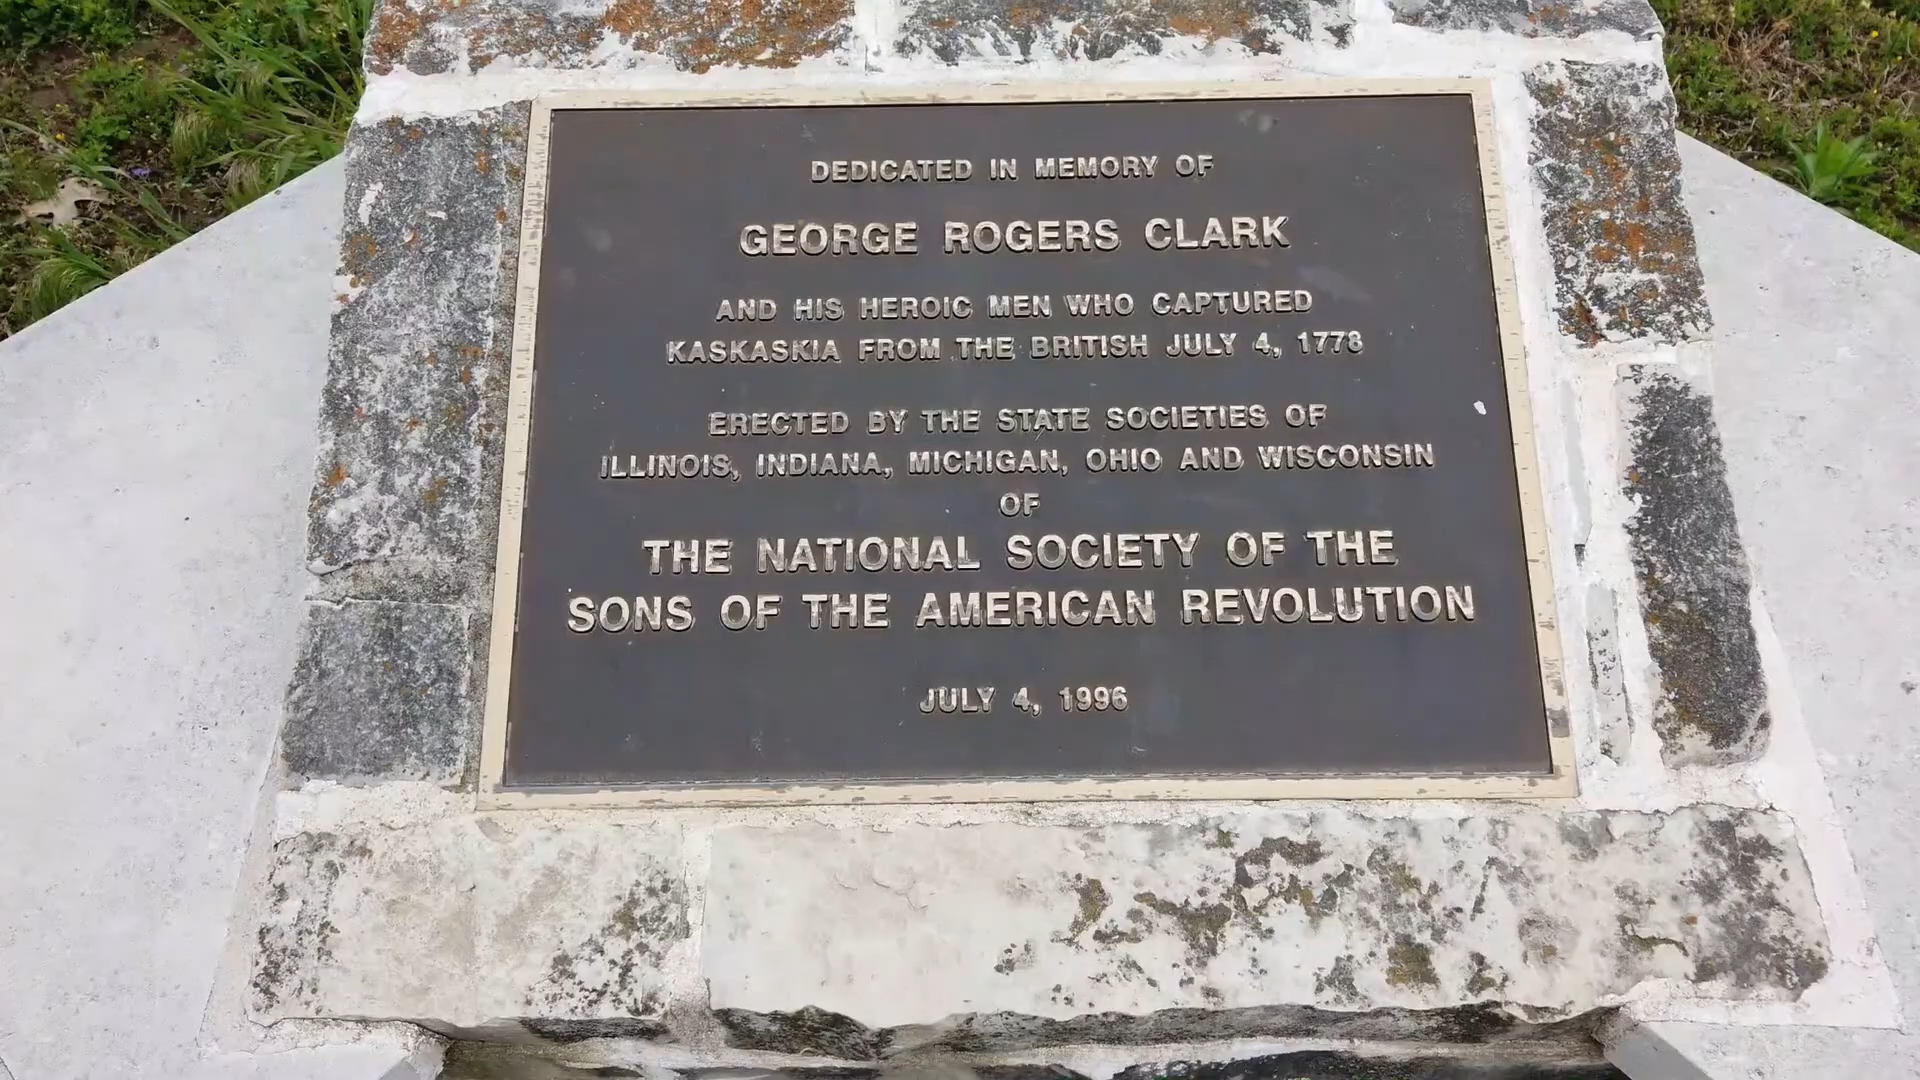 DEDICATED IN MEMORY OF
GEORGE ROGERS CLARK
AND HIS HEROIC MEN WHO CAPTURED
KASKASKIA FROM THE BRITISH JULY 4, 1778
ERECTED BY THE STATE SOCIETIES OF
ILLINOIS, INDIANA, MICHIGAN, OHIO AND WISCONSIN
OF
THE NATIONAL SOCIETY OF THE
SONS OF THE AMERICAN REVOLUTION
JULY 4, 1996